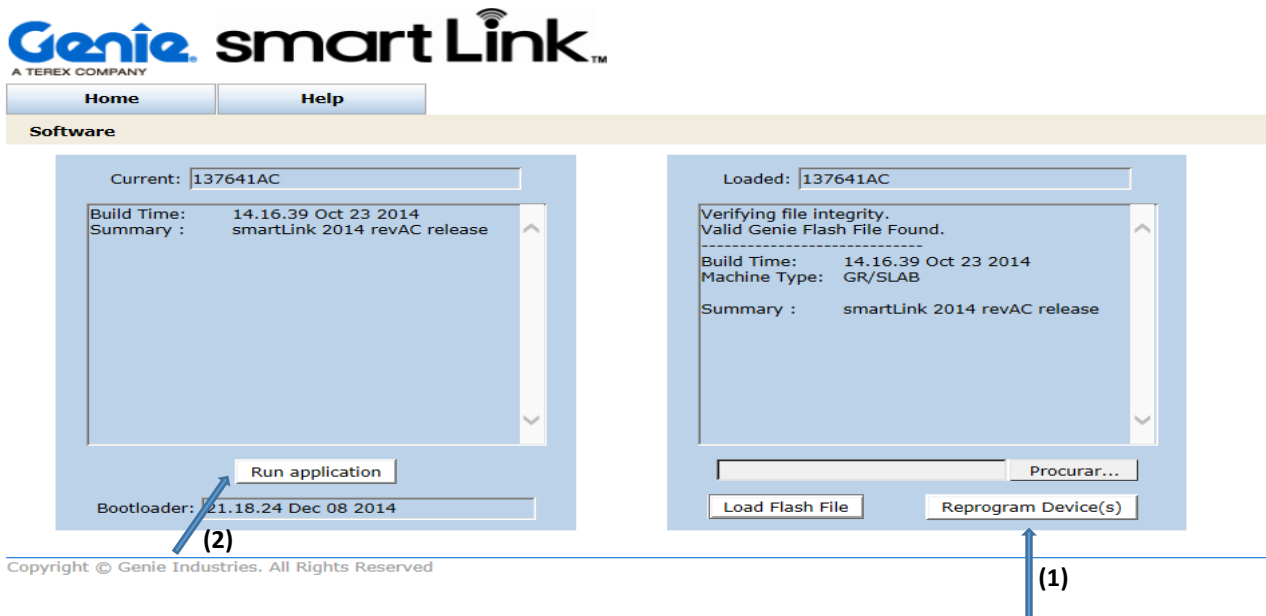 Genie. smart Link™
A TEREX COMPANY
Home Help
Software
Current: 137641AC
Build Time: 14.16.39 Oct 23 2014
Summary : smartLink 2014 revAC release
Run application
Bootloader: 21.18.24 Dec 08 2014
(2)
Loaded: 137641AC
Verifying file integrity.
Valid Genie Flash File Found.
----------------------------
Build Time: 14.16.39 Oct 23 2014
Machine Type: GR/SLAB
Summary : smartLink 2014 revAC release
Procurar...
Load Flash File Reprogram Device(s)
(1)
Copyright © Genie Industries. All Rights Reserved